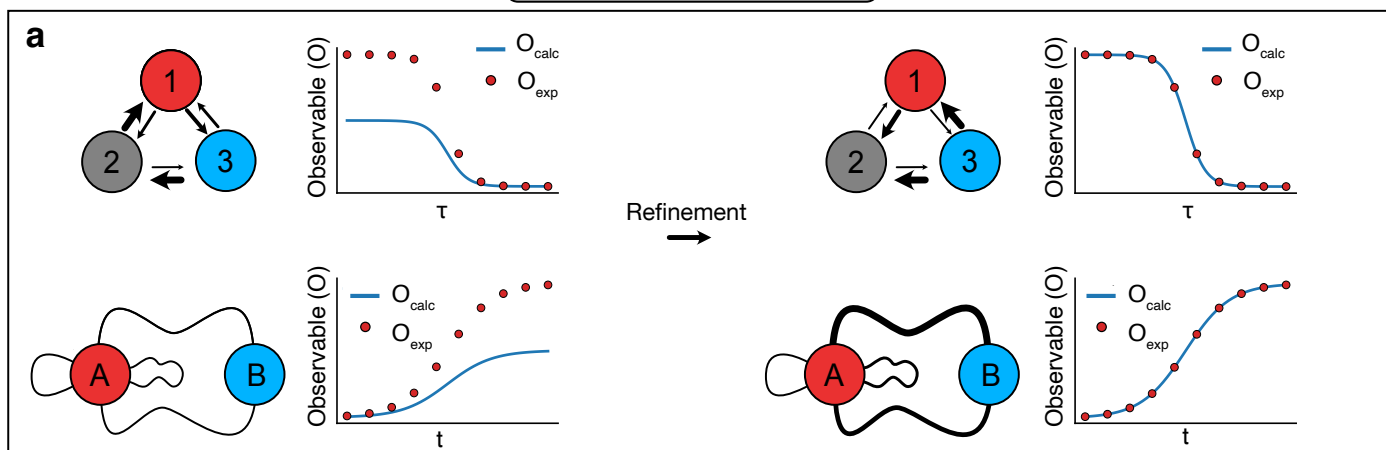 a
1
2
3
Observable (O)
O_calc
O_exp
τ
Refinement
1
2
3
Observable (O)
O_calc
O_exp
τ
A
B
Observable (O)
O_calc
O_exp
t
A
B
Observable (O)
O_calc
O_exp
t